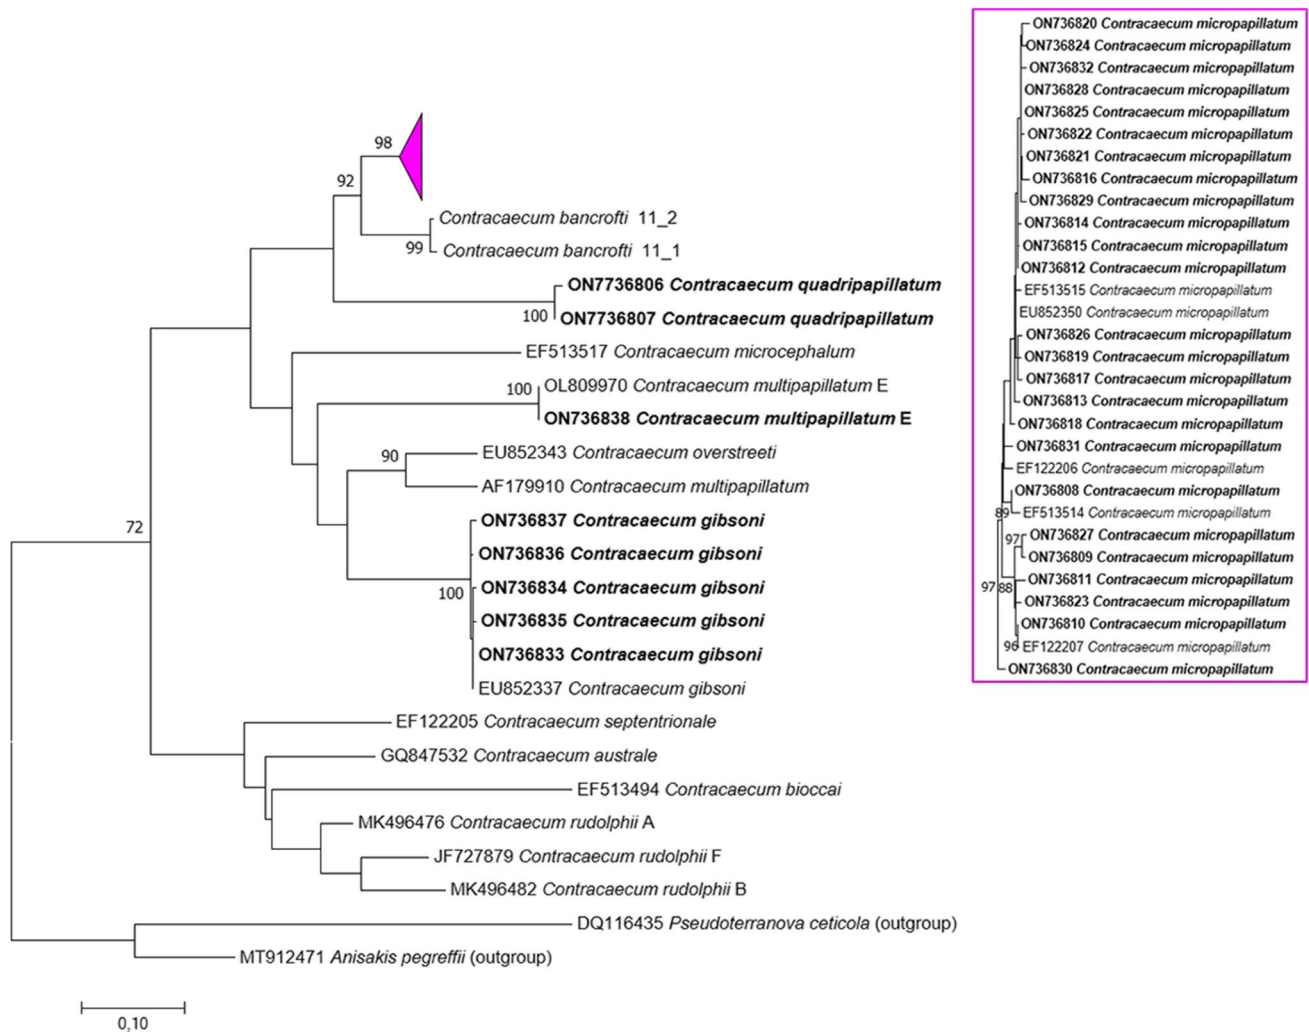 98
92
Contracaecum bancrofti 11_2
99
Contracaecum bancrofti 11_1
ON7736806 Contracaecum quadripapillatum
100
ON7736807 Contracaecum quadripapillatum
EF513517 Contracaecum microcephalum
100
OL809970 Contracaecum multipapillatum E
ON736838 Contracaecum multipapillatum E
90
EU852343 Contracaecum overstreeti
AF179910 Contracaecum multipapillatum
72
ON736837 Contracaecum gibsoni
ON736836 Contracaecum gibsoni
ON736834 Contracaecum gibsoni
100
ON736835 Contracaecum gibsoni
ON736833 Contracaecum gibsoni
EU852337 Contracaecum gibsoni
EF122205 Contracaecum septentrionale
GQ847532 Contracaecum australe
EF513494 Contracaecum bioccai
MK496476 Contracaecum rudolphii A
JF727879 Contracaecum rudolphii F
MK496482 Contracaecum rudolphii B
DQ116435 Pseudoterranova ceticola (outgroup)
MT912471 Anisakis pegreffii (outgroup)
0,10
ON736820 Contracaecum micropapillatum
ON736824 Contracaecum micropapillatum
ON736832 Contracaecum micropapillatum
ON736828 Contracaecum micropapillatum
ON736825 Contracaecum micropapillatum
ON736822 Contracaecum micropapillatum
ON736821 Contracaecum micropapillatum
ON736816 Contracaecum micropapillatum
ON736829 Contracaecum micropapillatum
ON736814 Contracaecum micropapillatum
ON736815 Contracaecum micropapillatum
ON736812 Contracaecum micropapillatum
EF513515 Contracaecum micropapillatum
EU852350 Contracaecum micropapillatum
ON736826 Contracaecum micropapillatum
ON736819 Contracaecum micropapillatum
ON736817 Contracaecum micropapillatum
ON736813 Contracaecum micropapillatum
ON736818 Contracaecum micropapillatum
ON736831 Contracaecum micropapillatum
EF122206 Contracaecum micropapillatum
ON736808 Contracaecum micropapillatum
89
EF513514 Contracaecum micropapillatum
97
ON736827 Contracaecum micropapillatum
ON736809 Contracaecum micropapillatum
97
88
ON736811 Contracaecum micropapillatum
ON736823 Contracaecum micropapillatum
ON736810 Contracaecum micropapillatum
96
EF122207 Contracaecum micropapillatum
ON736830 Contracaecum micropapillatum